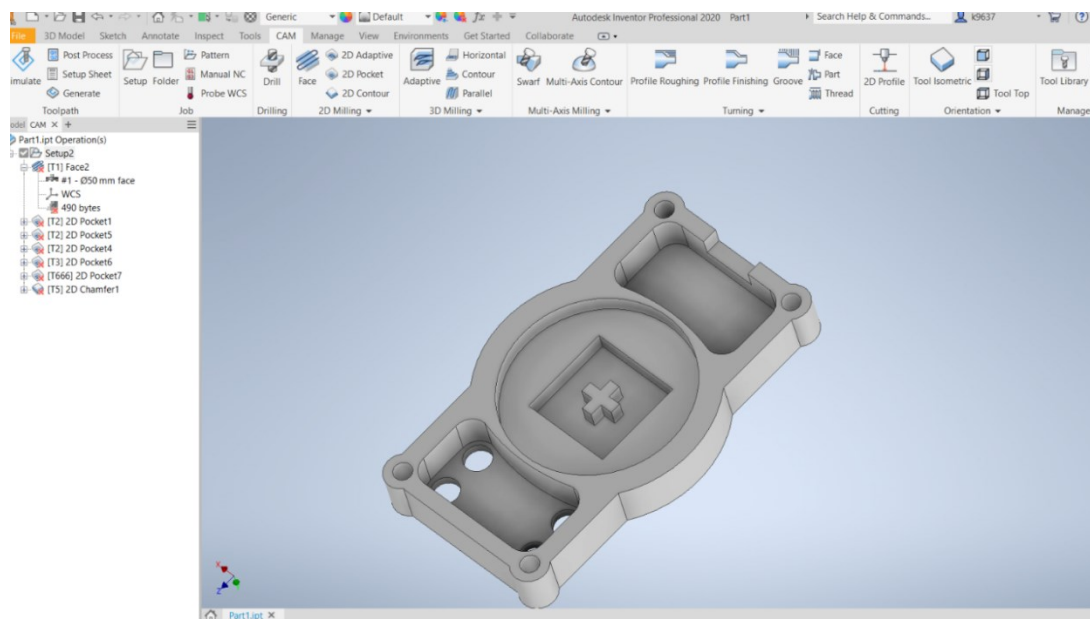 Generic
Default
Autodesk Inventor Professional 2020 Part1
Search Help & Commands...
k9637
File 3D Model Sketch Annotate Inspect Tools CAM Manage View Environments Get Started Collaborate
imulate
Post Process
Setup Sheet
Generate
Toolpath
Setup Folder
Pattern
Manual NC
Probe WCS
Job
Drill
Drilling
Face
2D Adaptive
2D Pocket
2D Contour
2D Milling
Adaptive
Horizontal
Contour
Parallel
3D Milling
Swarf Multi-Axis Contour
Multi-Axis Milling
Profile Roughing Profile Finishing Groove
Face
Part
Thread
Turning
2D Profile
Cutting
Tool Isometric
Tool Top
Orientation
Tool Library
Manage
odel CAM × +
Part1.ipt Operation(s)
Setup2
[T1] Face2
#1 - Ø50 mm face
WCS
490 bytes
[T2] 2D Pocket1
[T2] 2D Pocket5
[T2] 2D Pocket4
[T3] 2D Pocket6
[T666] 2D Pocket7
[T5] 2D Chamfer1
X
Z
Part1.ipt ×